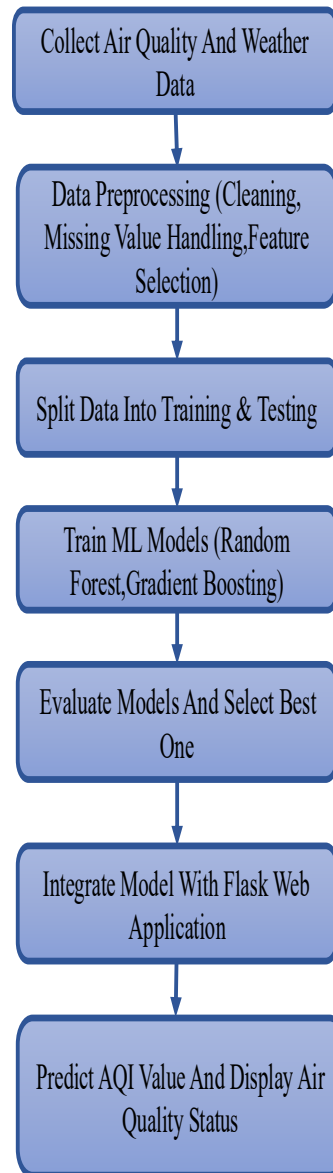 Collect Air Quality And Weather
Data
Data Preprocessing (Cleaning,
Missing Value Handling,Feature
Selection)
Split Data Into Training & Testing
Train ML Models (Random
Forest,Gradient Boosting)
Evaluate Models And Select Best
One
Integrate Model With Flask Web
Application
Predict AQI Value And Display Air
Quality Status